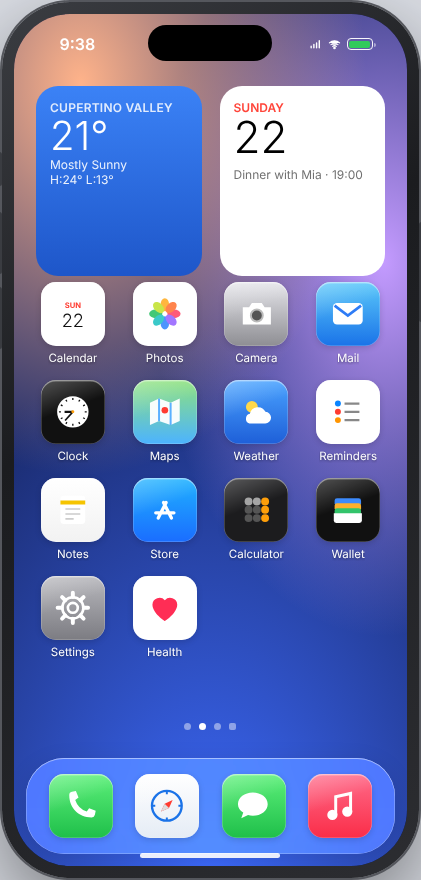 9:38
CUPERTINO VALLEY
21°
Mostly Sunny
H:24° L:13°
SUNDAY
22
Dinner with Mia · 19:00
SUN
22
Calendar
Photos
Camera
Mail
Clock
Maps
Weather
Reminders
Notes
Store
Calculator
Wallet
Settings
Health